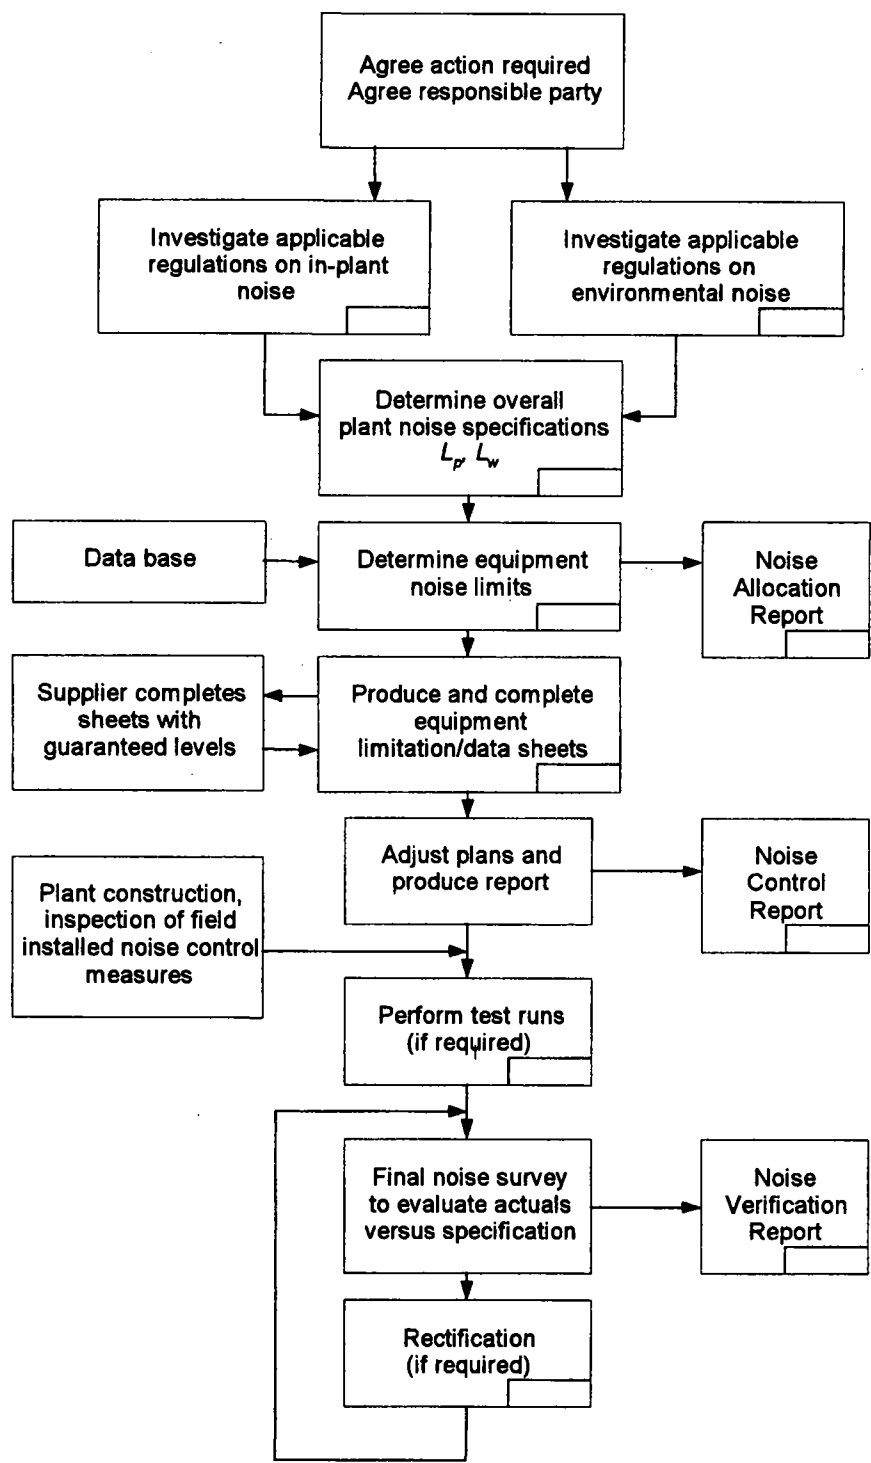 Agree action required
Agree responsible party
Investigate applicable
regulations on in-plant
noise
Investigate applicable
regulations on
environmental noise
Determine overall
plant noise specifications
Lp, Lw
Data base
Determine equipment
noise limits
Noise
Allocation
Report
Supplier completes
sheets with
guaranteed levels
Produce and complete
equipment
limitation/data sheets
Adjust plans and
produce report
Noise
Control
Report
Plant construction,
inspection of field
installed noise control
measures
Perform test runs
(if required)
Final noise survey
to evaluate actuals
versus specification
Noise
Verification
Report
Rectification
(if required)